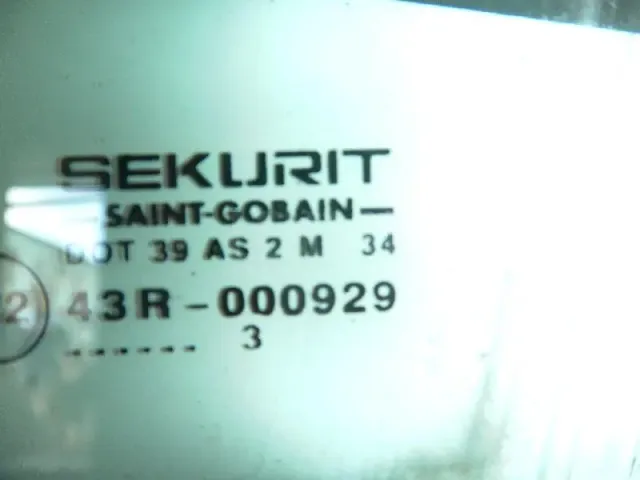 SEKURIT
—SAINT-GOBAIN—
DOT 39 AS 2 M 34
2 43R-000929
...... 3